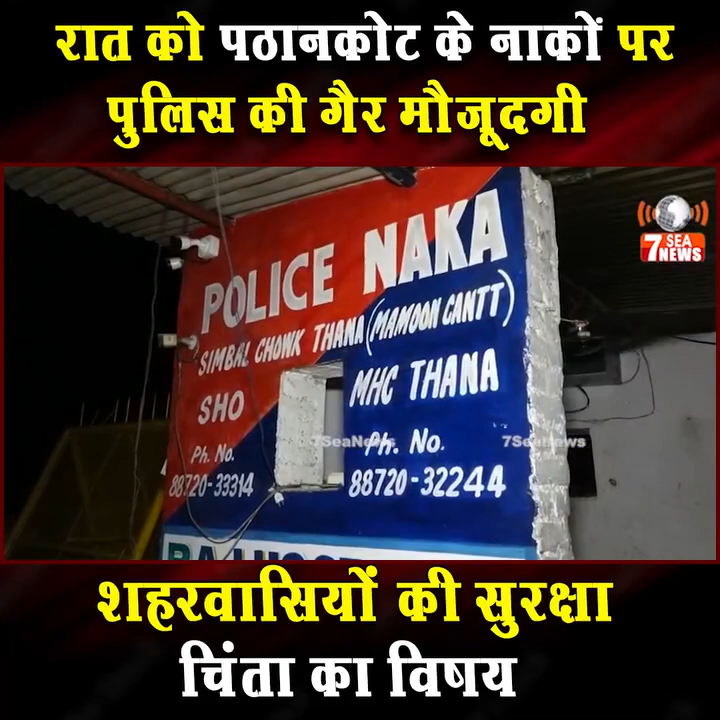 रात को पठानकोट के नाकों पर
पुलिस की गैर मौजूदगी
7 SEA NEWS
POLICE NAKA
SIMBAL CHOWK THANA (MAMOON CANTT)
SHO
MHC THANA
Ph. No.
88720-33314
Ph. No.
88720-32244
7SeaNews
7SeaNews
शहरवासियों की सुरक्षा
चिंता का विषय